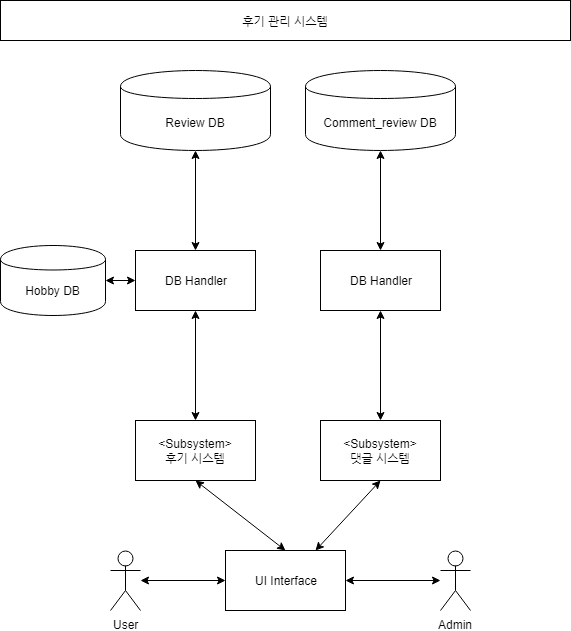 후기 관리 시스템
Review DB
Comment_review DB
Hobby DB
DB Handler
DB Handler
<Subsystem>
후기 시스템
<Subsystem>
댓글 시스템
UI Interface
User
Admin